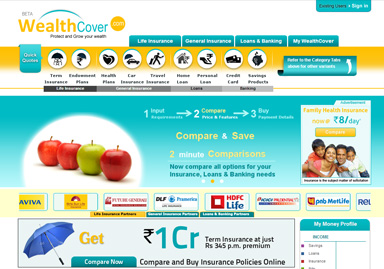 Existing Users - Sign in
BETA
WealthCover.com
Protect and Grow your wealth
Life Insurance
General Insurance
Loans & Banking
My WealthCover
Quick
Quotes
Term
Insurance
Endowment
Plans
Health
Plans
Car
Insurance
Travel
Insurance
Home
Loan
Personal
Loan
Credit
Card
Savings
Products
Refer to the Category Tabs
above for other variants
Life Insurance
General Insurance
Loans
Banking
1 Input
Requirements
2 Compare
Price & Features
3 Buy
Payment Details
Compare & Save
2 minute Comparisons
Now compare all options for your
Insurance, Loans & Banking needs
Advertisement
Family Health Insurance
now @ ₹8/day*
Compare
Insurance is the subject matter of solicitation
AVIVA
FUTURE GENERALI
DLF PRAMERICA
HDFC
Life
ICICI PRUDENTIAL
pnb MetLife
Life Insurance Partners
General Insurance Partners
Loans & Banking Partners
Get
₹1Cr
Term Insurance at just
Rs 345 p.m. premium
Compare Now
Compare and Buy Insurance Policies Online
My Money Profile
INCOME
Savings
Loans
Insurance